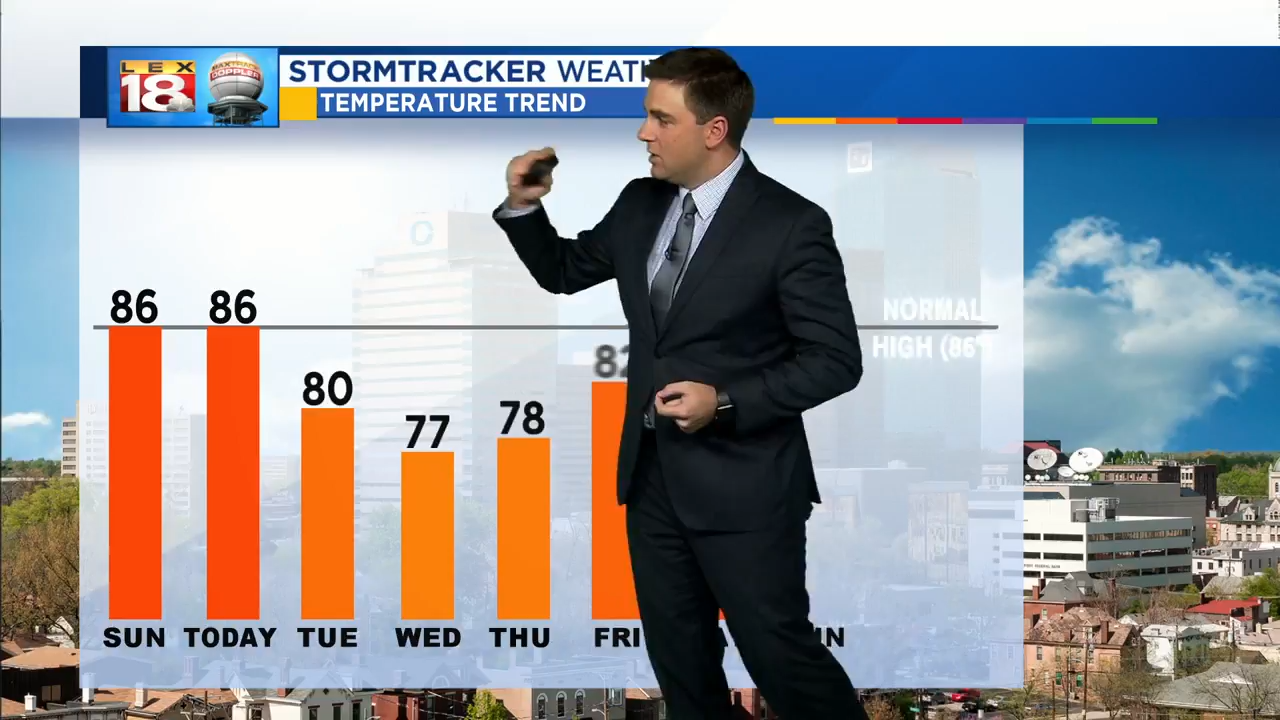 LEX
18
MAXTRACK
DOPPLER
STORMTRACKER WEATH
TEMPERATURE TREND
86 86 80 77 78 82
NORMAL
HIGH (86°)
SUN TODAY TUE WED THU FRI